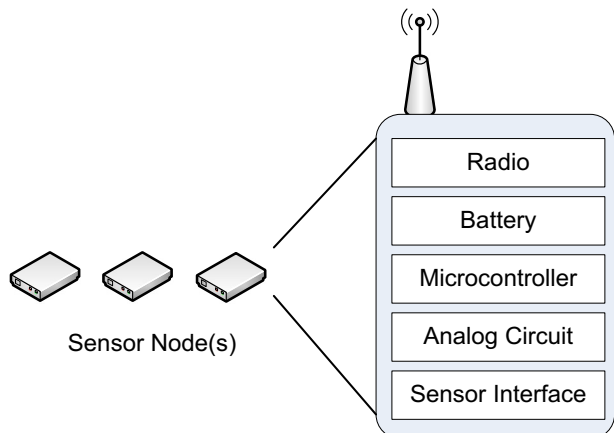 Radio
Battery
Microcontroller
Analog Circuit
Sensor Interface
Sensor Node(s)